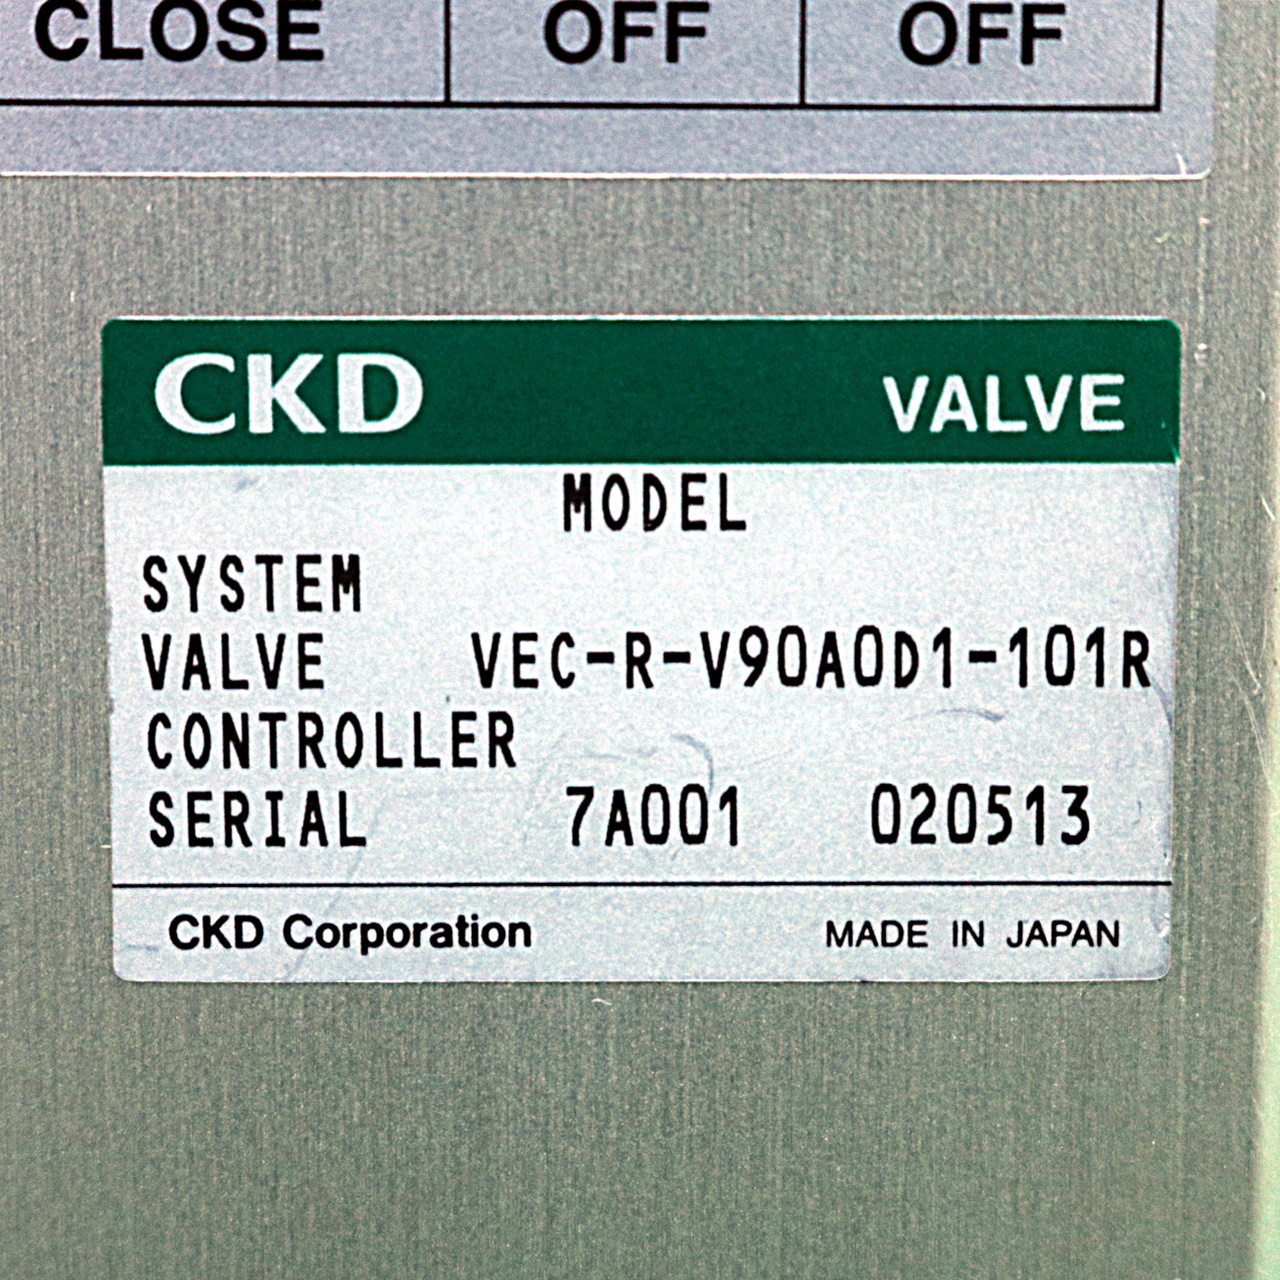 CLOSE OFF OFF
CKD VALVE
MODEL
SYSTEM
VALVE VEC-R-V90A0D1-101R
CONTROLLER
SERIAL 7A001 020513
CKD Corporation MADE IN JAPAN